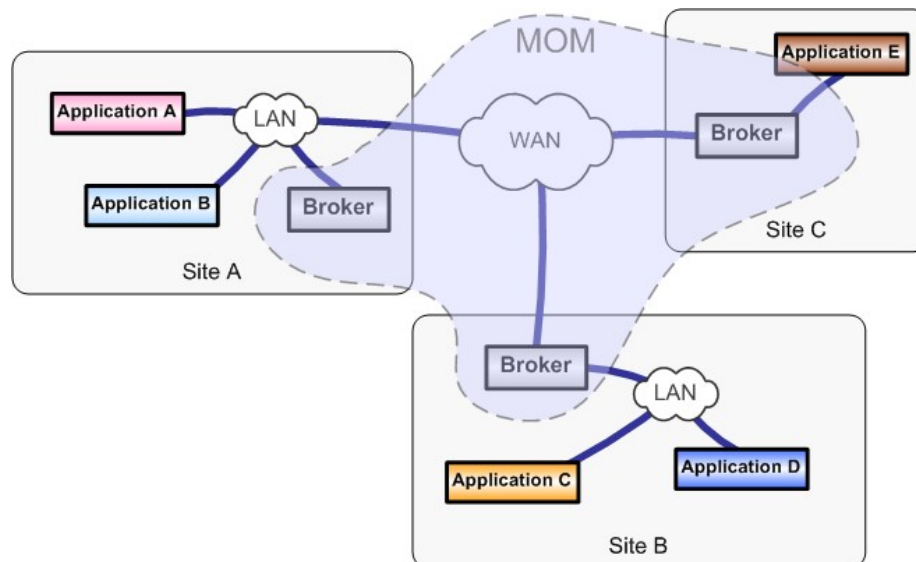 MOM
Application E
Application A
LAN
WAN
Broker
Application B
Broker
Site C
Site A
Broker
LAN
Application C
Application D
Site B